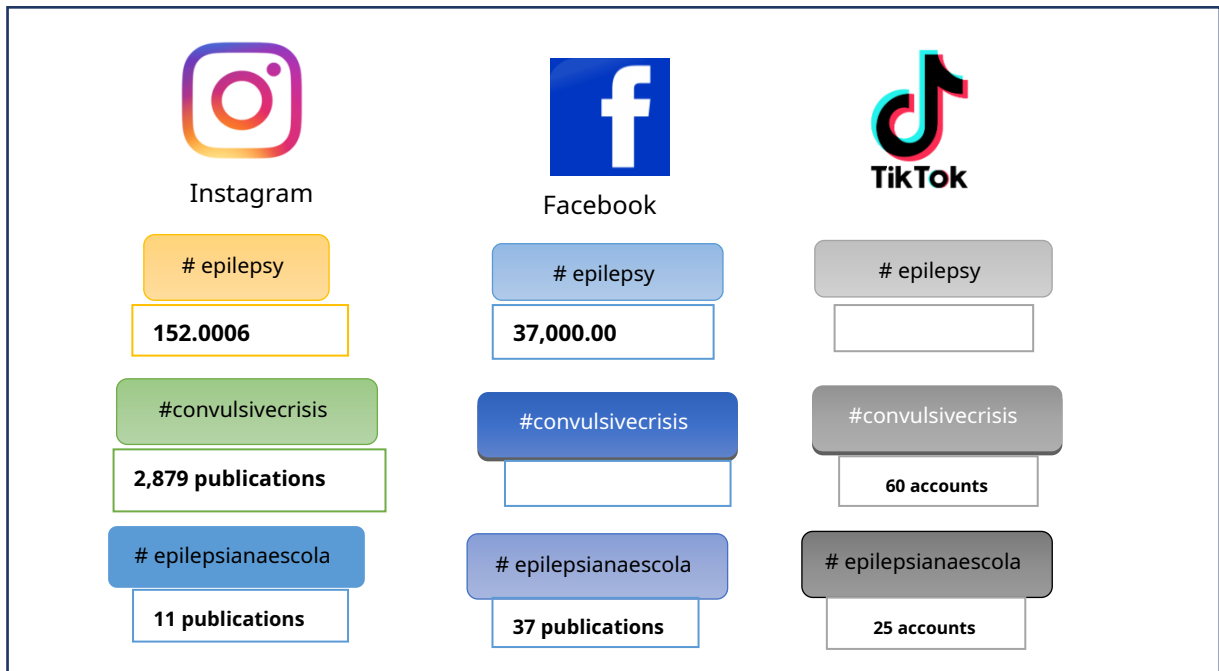 Instagram
Facebook
TikTok
# epilepsy
# epilepsy
# epilepsy
152.0006
37,000.00
#convulsivecrisis
#convulsivecrisis
#convulsivecrisis
2,879 publications
60 accounts
# epilepsianaescola
# epilepsianaescola
# epilepsianaescola
11 publications
37 publications
25 accounts